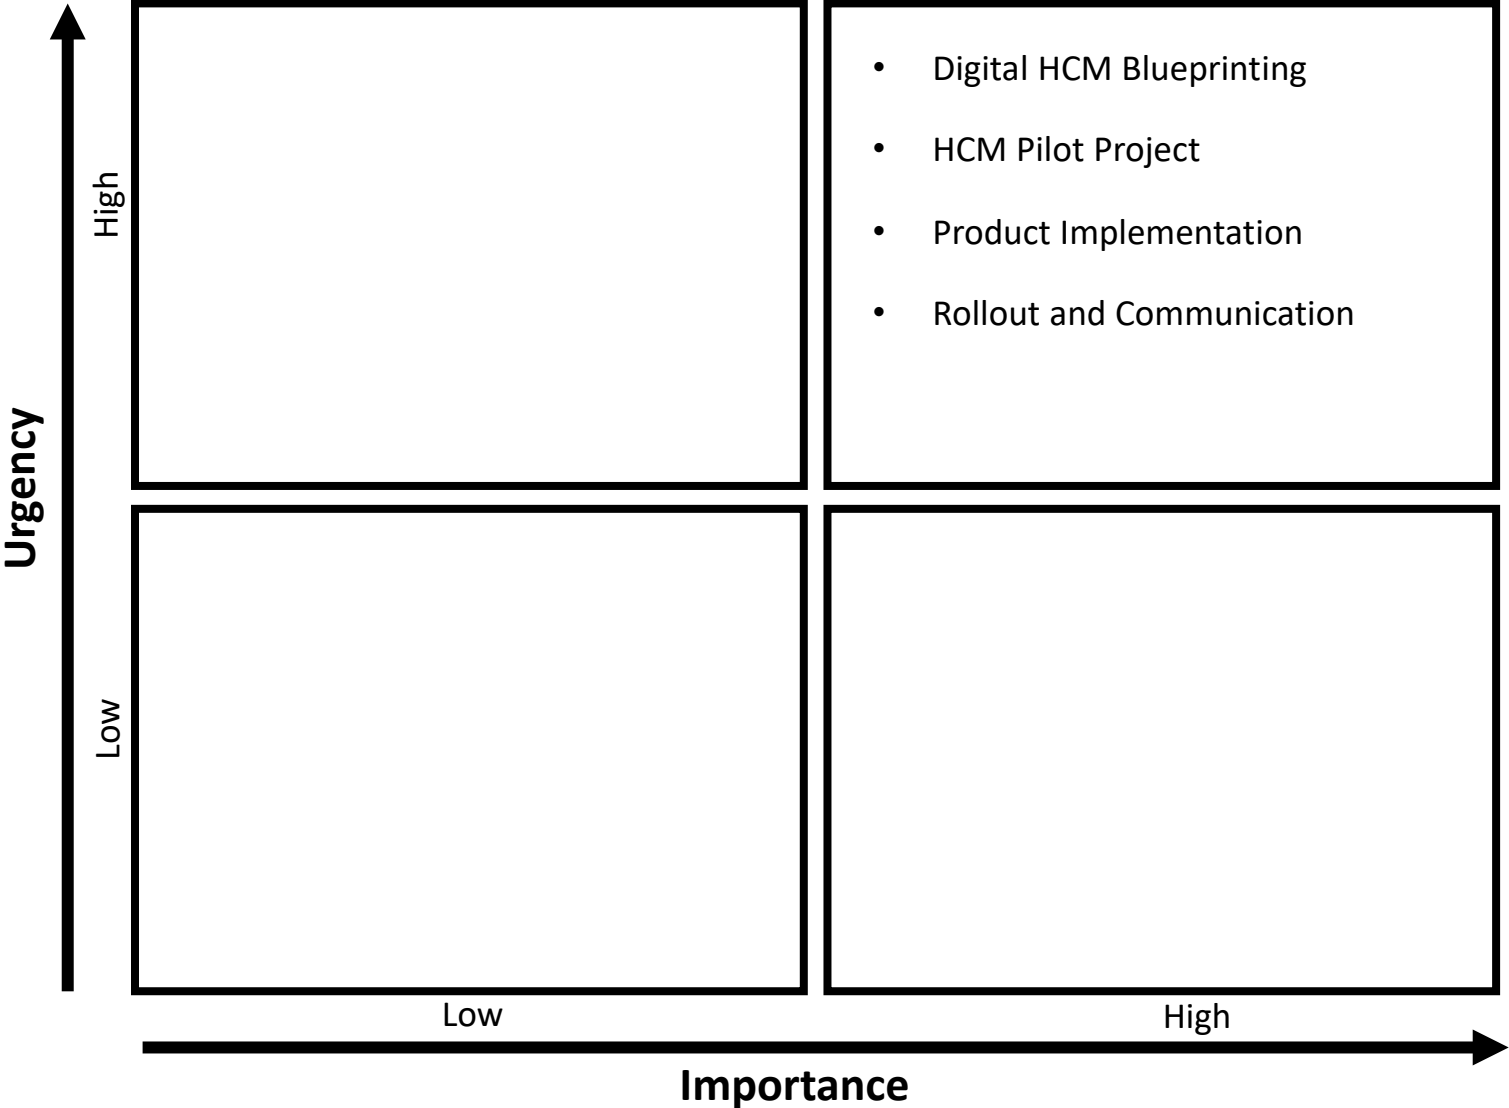 • Digital HCM Blueprinting
• HCM Pilot Project
• Product Implementation
• Rollout and Communication
High
Urgency
Low
Low
High
Importance